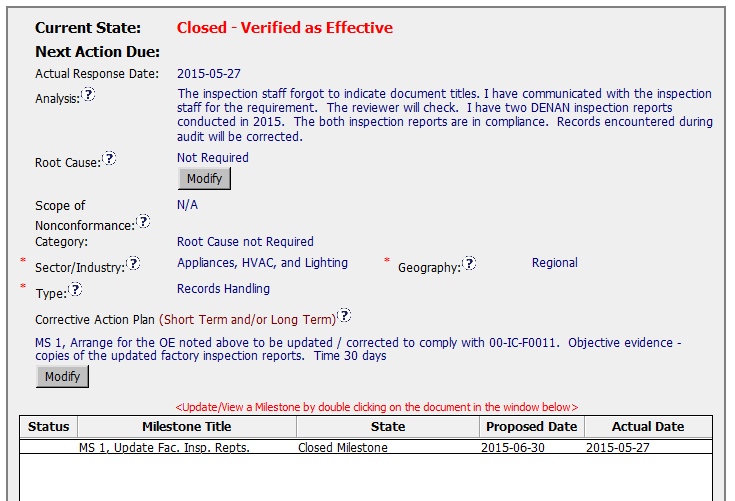 Current State: Closed - Verified as Effective
Next Action Due:
Actual Response Date: 2015-05-27
Analysis:? The inspection staff forgot to indicate document titles. I have communicated with the inspection
staff for the requirement.  The reviewer will check.  I have two DENAN inspection reports
conducted in 2015.  The both inspection reports are in compliance.  Records encountered during
audit will be corrected.
Root Cause:? Not Required
Modify
Scope of N/A
Nonconformance:?
Category: Root Cause not Required
* Sector/Industry:? Appliances, HVAC, and Lighting * Geography:? Regional
* Type:? Records Handling
Corrective Action Plan (Short Term and/or Long Term)?
MS 1, Arrange for the OE noted above to be updated / corrected to comply with 00-IC-F0011.  Objective evidence -
copies of the updated factory inspection reports.  Time 30 days
Modify
<Update/View a Milestone by double clicking on the document in the window below>
Status Milestone Title State Proposed Date Actual Date
MS 1, Update Fac. Insp. Repts. Closed Milestone 2015-06-30 2015-05-27